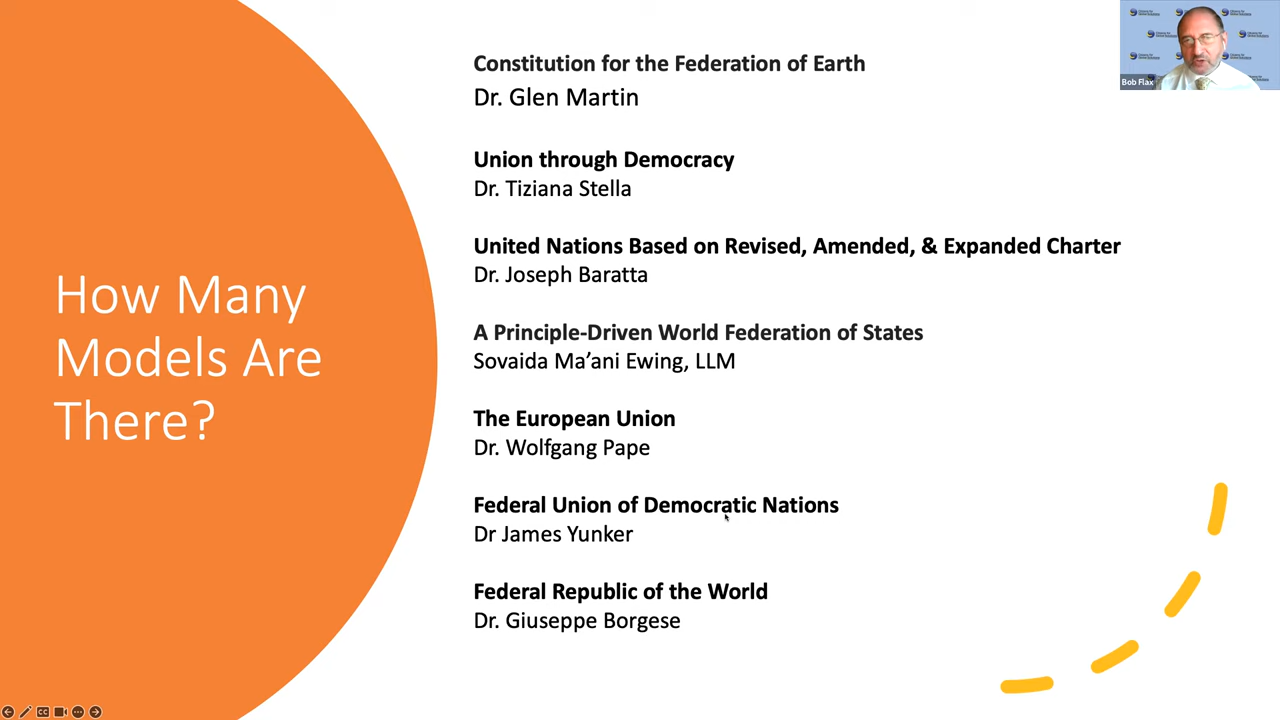 How Many
Models Are
There?
Constitution for the Federation of Earth
Dr. Glen Martin
Union through Democracy
Dr. Tiziana Stella
United Nations Based on Revised, Amended, & Expanded Charter
Dr. Joseph Baratta
A Principle-Driven World Federation of States
Sovaida Ma’ani Ewing, LLM
The European Union
Dr. Wolfgang Pape
Federal Union of Democratic Nations
Dr James Yunker
Federal Republic of the World
Dr. Giuseppe Borgese
Bob Flax
CC